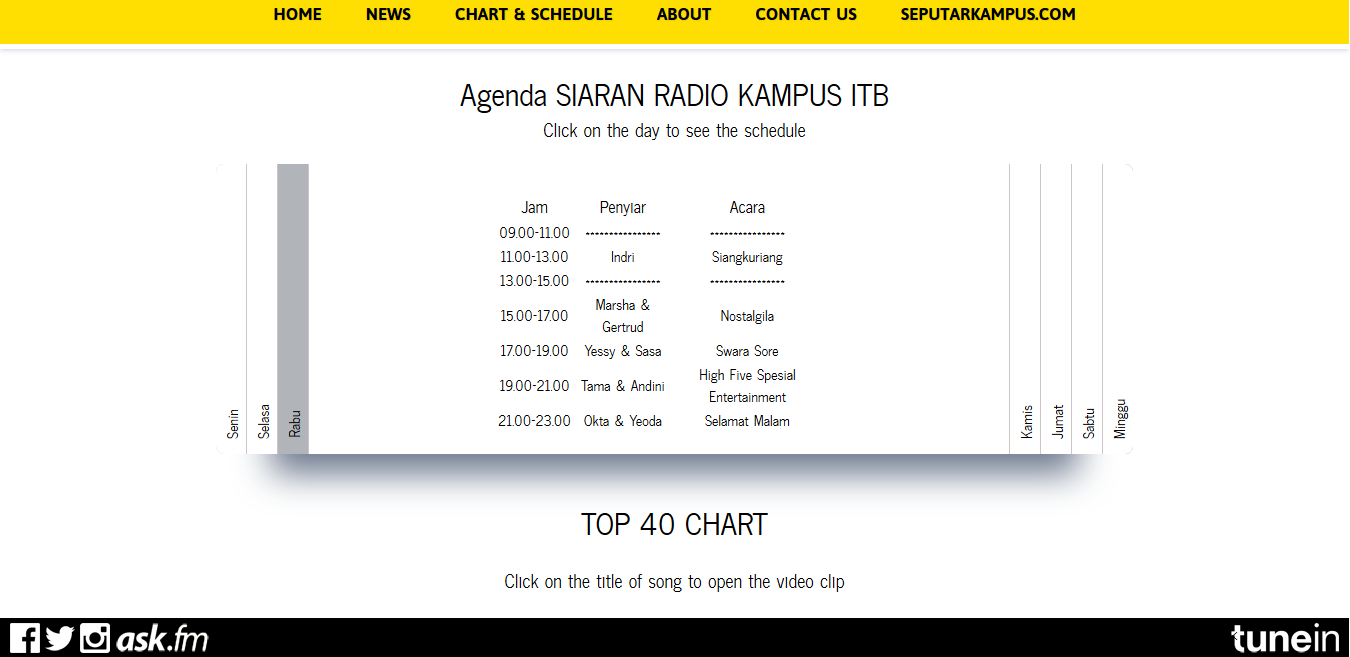 HOME NEWS CHART & SCHEDULE ABOUT CONTACT US SEPUTARKAMPUS.COM
Agenda SIARAN RADIO KAMPUS ITB
Click on the day to see the schedule
Senin
Selasa
Rabu
Jam Penyiar Acara
09.00-11.00 ---------------- ----------------
11.00-13.00 Indri Siangkuriang
13.00-15.00 ---------------- ----------------
15.00-17.00 Marsha & Gertrud Nostalgila
17.00-19.00 Yessy & Sasa Swara Sore
19.00-21.00 Tama & Andini High Five Spesial Entertainment
21.00-23.00 Okta & Yeoda Selamat Malam
Kamis
Jumat
Sabtu
Minggu
TOP 40 CHART
Click on the title of song to open the video clip
ask.fm tunein